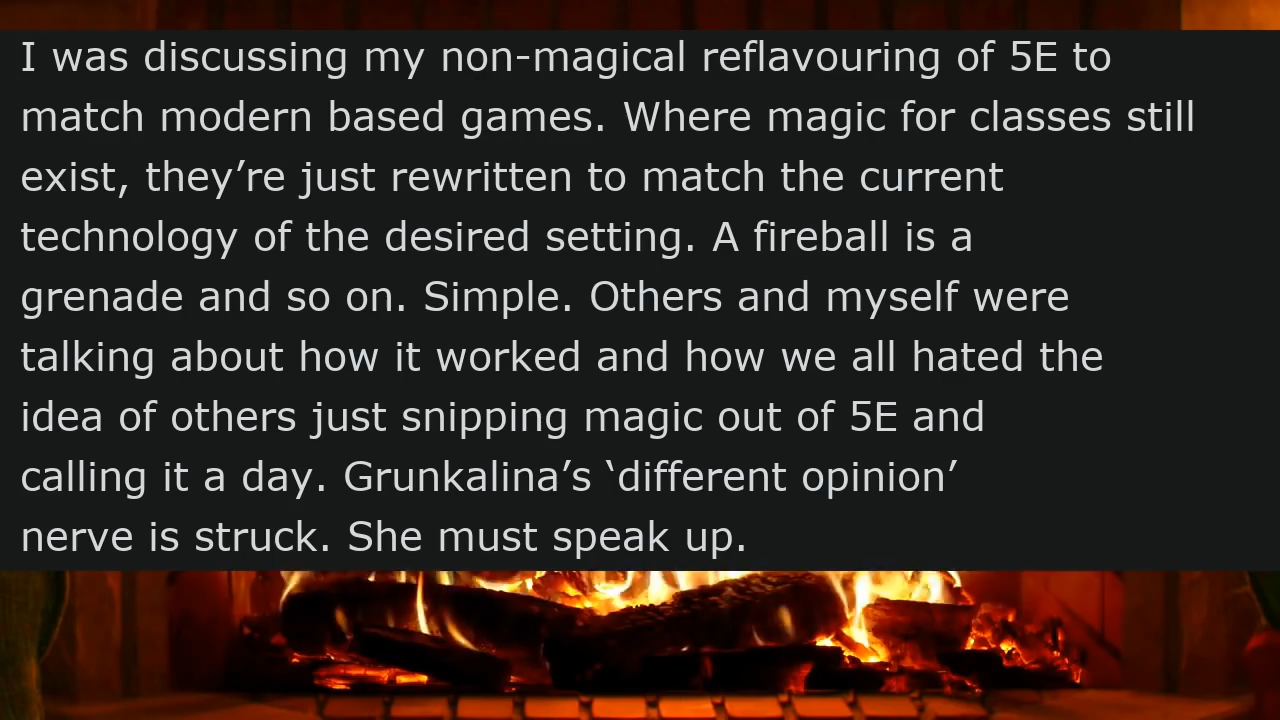 I was discussing my non-magical reflavouring of 5E to
match modern based games. Where magic for classes still
exist, they’re just rewritten to match the current
technology of the desired setting. A fireball is a
grenade and so on. Simple. Others and myself were
talking about how it worked and how we all hated the
idea of others just snipping magic out of 5E and
calling it a day. Grunkalina’s ‘different opinion’
nerve is struck. She must speak up.